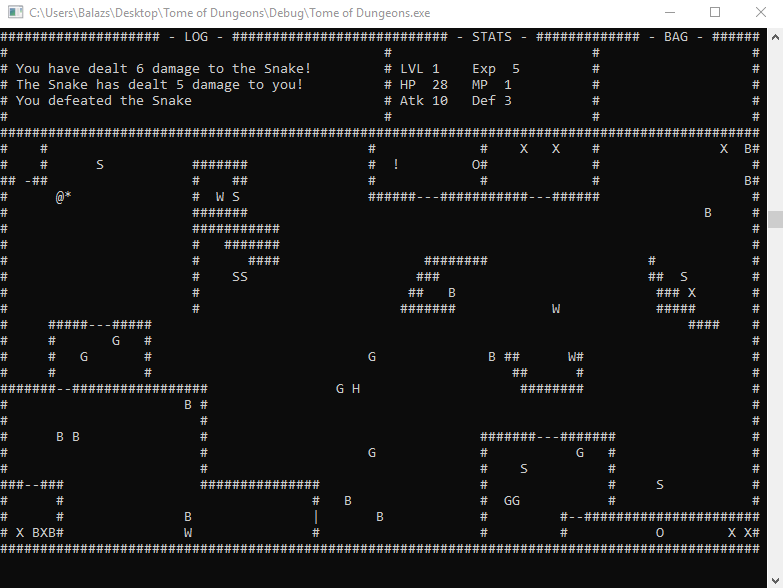 C:\Users\Balazs\Desktop\Tome of Dungeons\Debug\Tome of Dungeons.exe
#################### - LOG - ########################### - STATS - ############# - BAG - ######
#                                               #                         #                   #
# You have dealt 6 damage to the Snake!         # LVL 1    Exp  5         #                   #
# The Snake has dealt 5 damage to you!          # HP  28   MP  1          #                   #
# You defeated the Snake                        # Atk 10   Def 3          #                   #
#                                               #                         #                   #
###############################################################################################
#    #                                        #             #    X   X    #               X  B#
#    #      S           #######               #  !         O#             #                   #
## -##                  #    ##               #             #             #                  B#
#      @*               #  W S                ######---###########---######                   #
#                       #######                                                         B     #
#                       ###########                                                           #
#                       #   #######                                                           #
#                       #      ####                  ########                    #            #
#                       #    SS                     ###                          ##  S        #
#                       #                          ##   B                         ### X       #
#                       #                         #######            W            #####       #
#     #####---#####                                                                   ####    #
#     #       G   #                                                                           #
#     #   G       #                           G              B ##      W#                     #
#     #           #                                             ##      #                     #
#######--#################                G H                    ########                     #
#                      B #                                                                    #
#                        #                                                                    #
#      B B               #                                  #######---#######                 #
#                        #                    G             #           G   #                 #
#                        #                                  #    S          #                 #
###--###                 ###############                    #               #     S           #
#      #                               #   B                #  GG           #                 #
#      #               B               |       B            #         #--######################
# X BXB#               W               #                    #         #           O        X X#
###############################################################################################